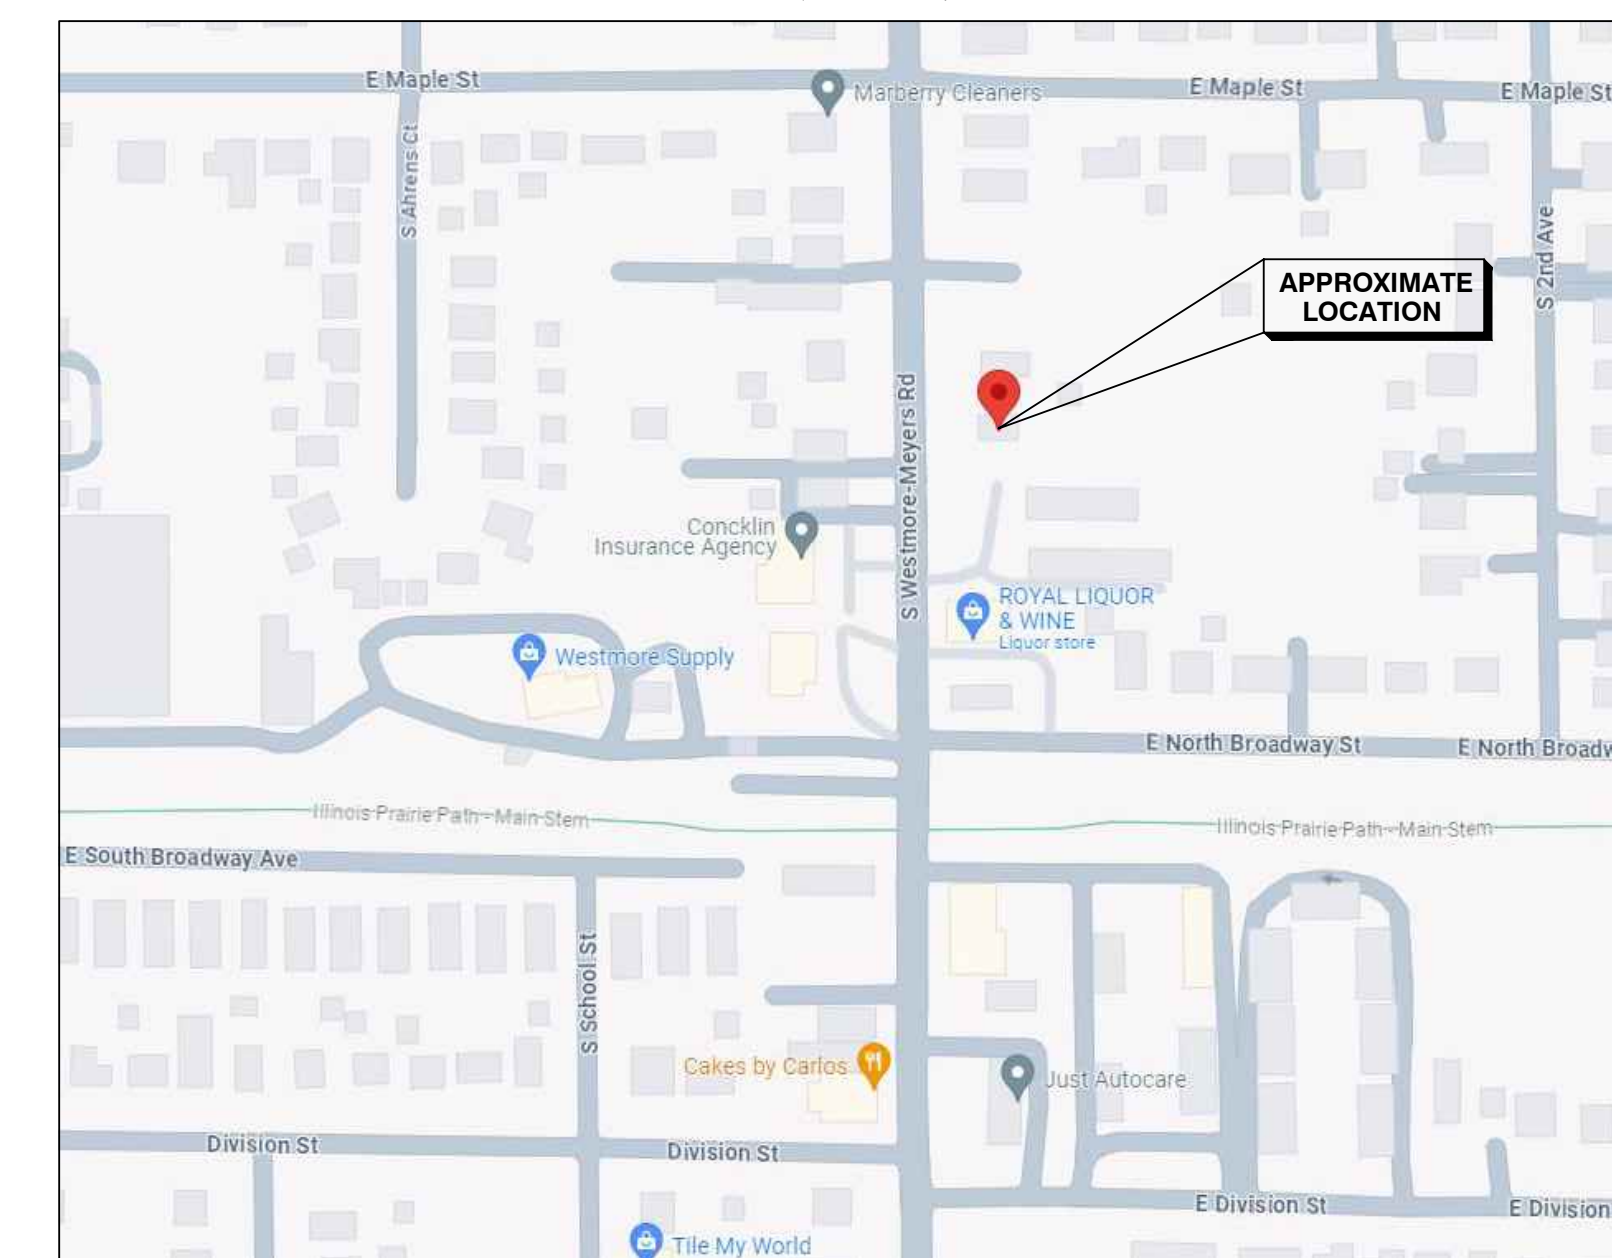 E Maple St
Marberry Cleaners
E Maple St
E Maple St
S Ahrens Ct
S 2nd Ave
APPROXIMATE
LOCATION
S Westmore-Meyers Rd
Concklin
Insurance Agency
ROYAL LIQUOR
& WINE
Liquor store
Westmore Supply
E North Broadway St
E North Broadw
Illinois Prairie Path - Main Stem
Illinois Prairie Path - Main Stem
E South Broadway Ave
S School St
Cakes by Carlos
Just Autocare
Division St
Division St
E Division St
E Division
Tile My World